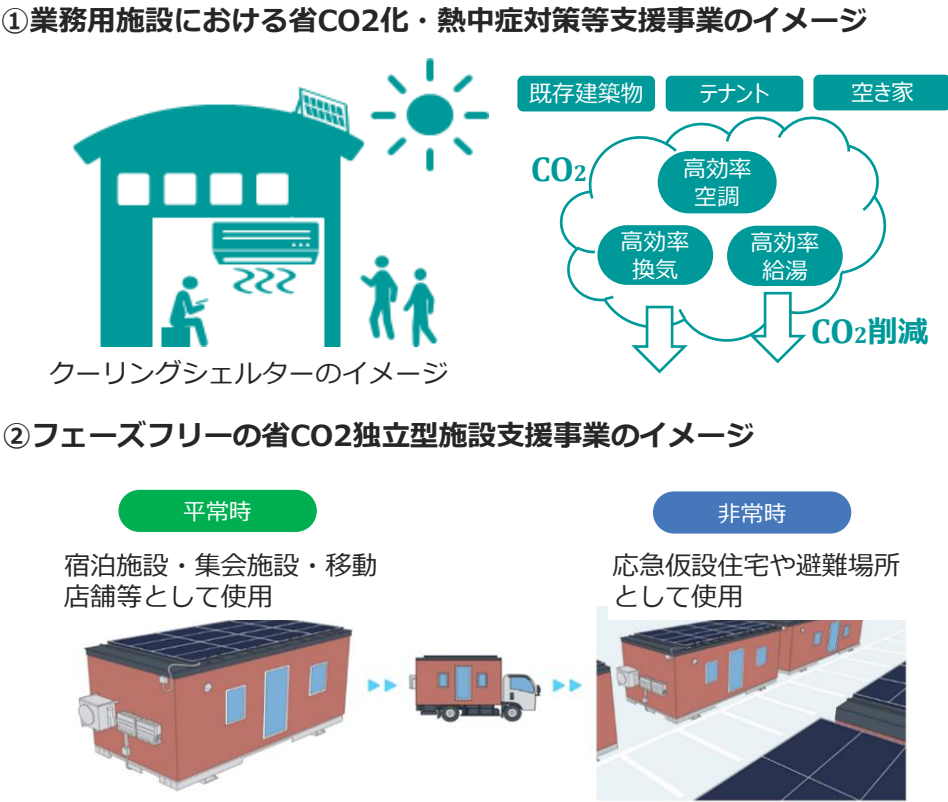 ①業務用施設における省CO2化・熱中症対策等支援事業のイメージ
既存建築物
テナント
空き家
CO2
高効率
空調
高効率
換気
高効率
給湯
CO2削減
クーリングシェルターのイメージ
②フェーズフリーの省CO2独立型施設支援事業のイメージ
平常時
宿泊施設・集会施設・移動
店舗等として使用
非常時
応急仮設住宅や避難場所
として使用